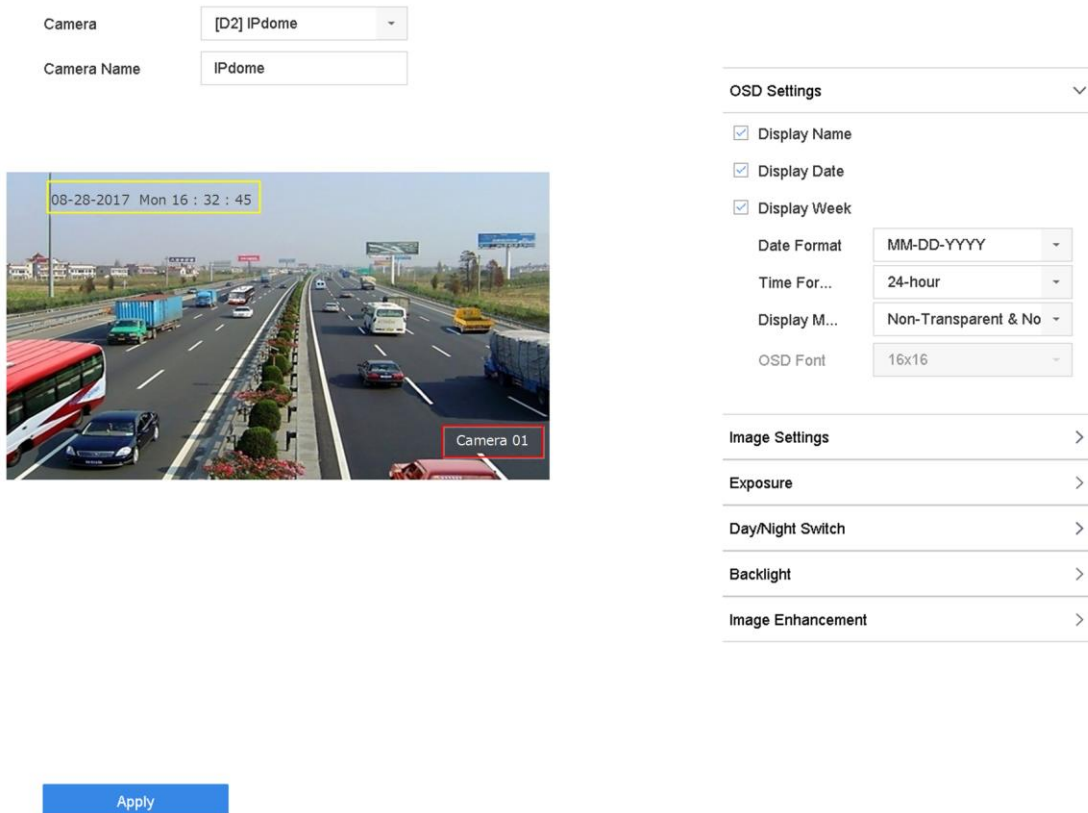 Camera
[D2] IPdome
Camera Name
IPdome
08-28-2017 Mon 16 : 32 : 45
Camera 01
OSD Settings
Display Name
Display Date
Display Week
Date Format
MM-DD-YYYY
Time For...
24-hour
Display M...
Non-Transparent & No
OSD Font
16x16
Image Settings
Exposure
Day/Night Switch
Backlight
Image Enhancement
Apply